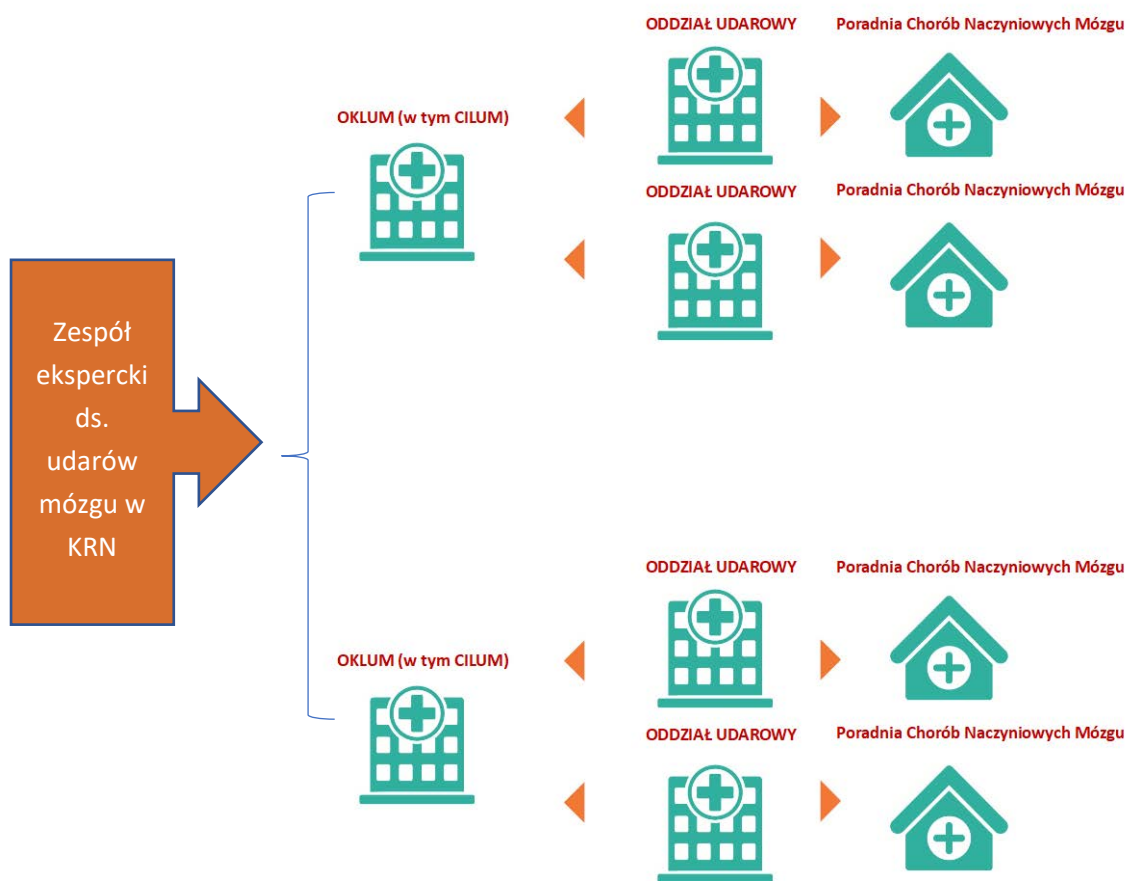 ODDZIAŁ UDAROWY
Poradnia Chorób Naczyniowych Mózgu
OKLUM (w tym CILUM)
ODDZIAŁ UDAROWY
Poradnia Chorób Naczyniowych Mózgu
Zespół
ekspercki
ds.
udarów
mózgu w
KRN
ODDZIAŁ UDAROWY
Poradnia Chorób Naczyniowych Mózgu
OKLUM (w tym CILUM)
ODDZIAŁ UDAROWY
Poradnia Chorób Naczyniowych Mózgu